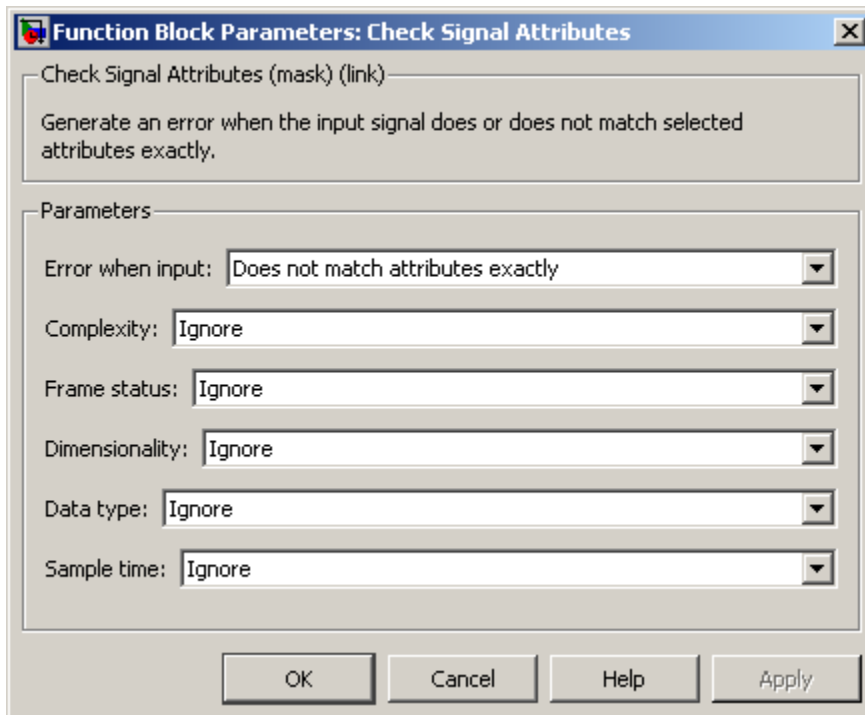 Function Block Parameters: Check Signal Attributes
Check Signal Attributes (mask) (link)
Generate an error when the input signal does or does not match selected
attributes exactly.
Parameters
Error when input: Does not match attributes exactly
Complexity: Ignore
Frame status: Ignore
Dimensionality: Ignore
Data type: Ignore
Sample time: Ignore
OK Cancel Help Apply